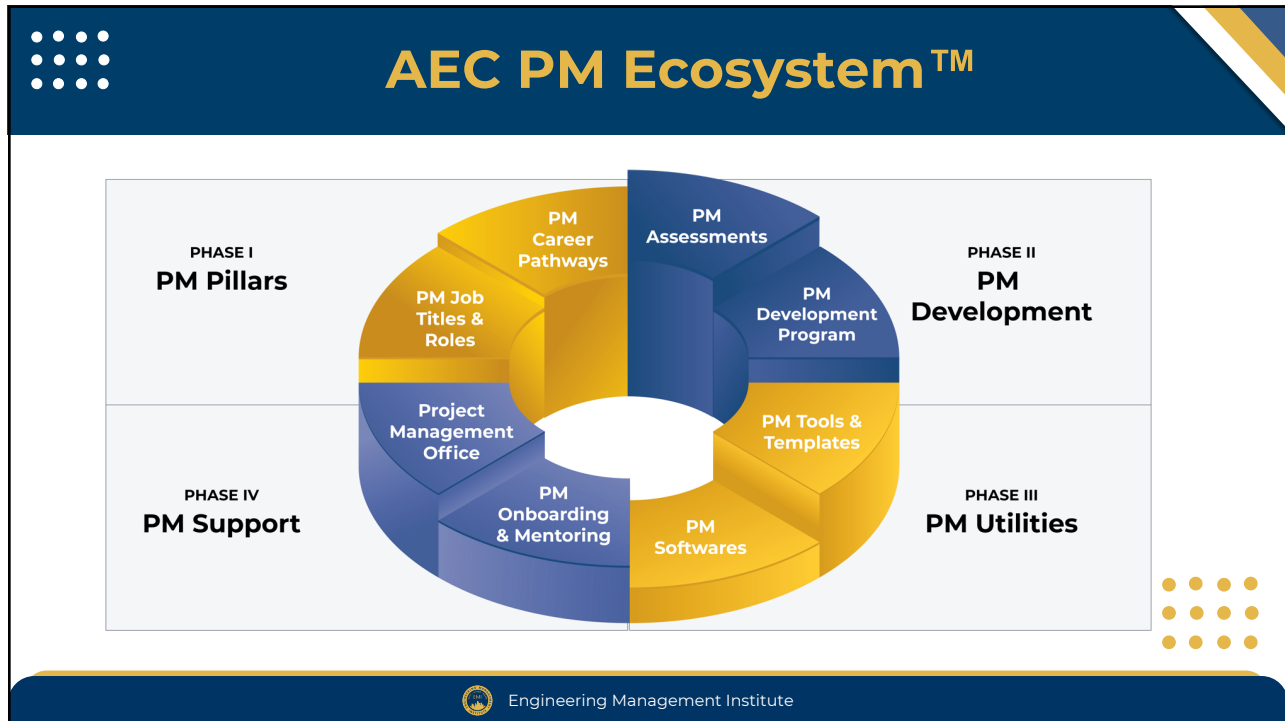 AEC PM Ecosystem™
PHASE I
PM Pillars
PM
Career
Pathways
PM Job
Titles &
Roles
PM
Assessments
PM
Development
Program
PHASE II
PM
Development
Project
Management
Office
PM
Onboarding
& Mentoring
PHASE IV
PM Support
PM Tools &
Templates
PM
Softwares
PHASE III
PM Utilities
EMI
Engineering Management Institute